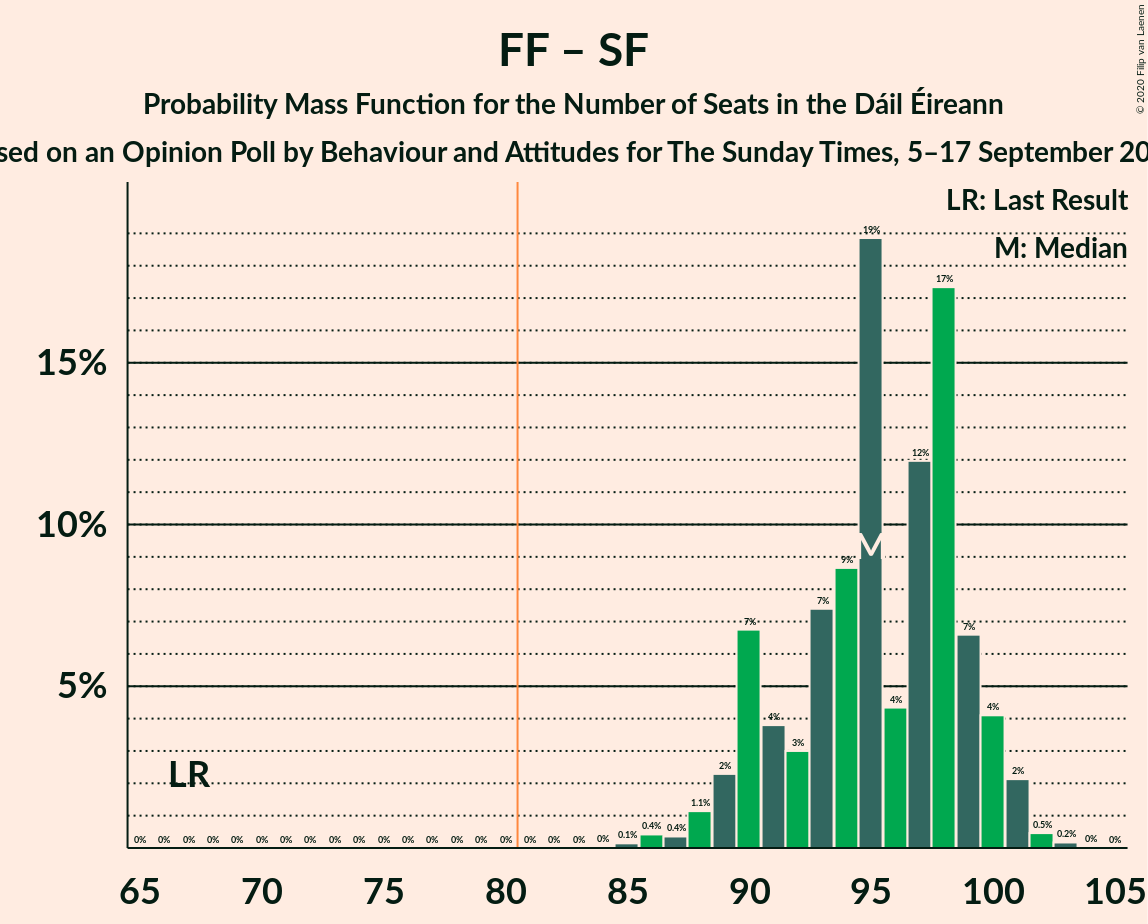 FF – SF
Probability Mass Function for the Number of Seats in the Dáil Éireann
sed on an Opinion Poll by Behaviour and Attitudes for The Sunday Times, 5–17 September 20
© 2020 Filip van Laenen
LR: Last Result
M: Median
19%
17%
15%
12%
10%
M
9%
7%
7%
7%
5%
4%
4%
4%
3%
2%
2%
LR
1.1%
0% 0% 0% 0% 0% 0% 0% 0% 0% 0% 0% 0% 0% 0% 0% 0% 0% 0% 0% 0% 0.1% 0.4% 0.4% 0.5% 0.2% 0% 0%
65 70 75 80 85 90 95 100 105